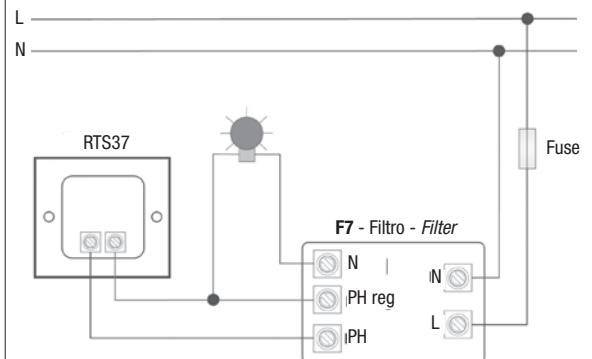 L
N
RTS37
Fuse
F7 - Filtro - Filter
N
N
PH reg
L
PH